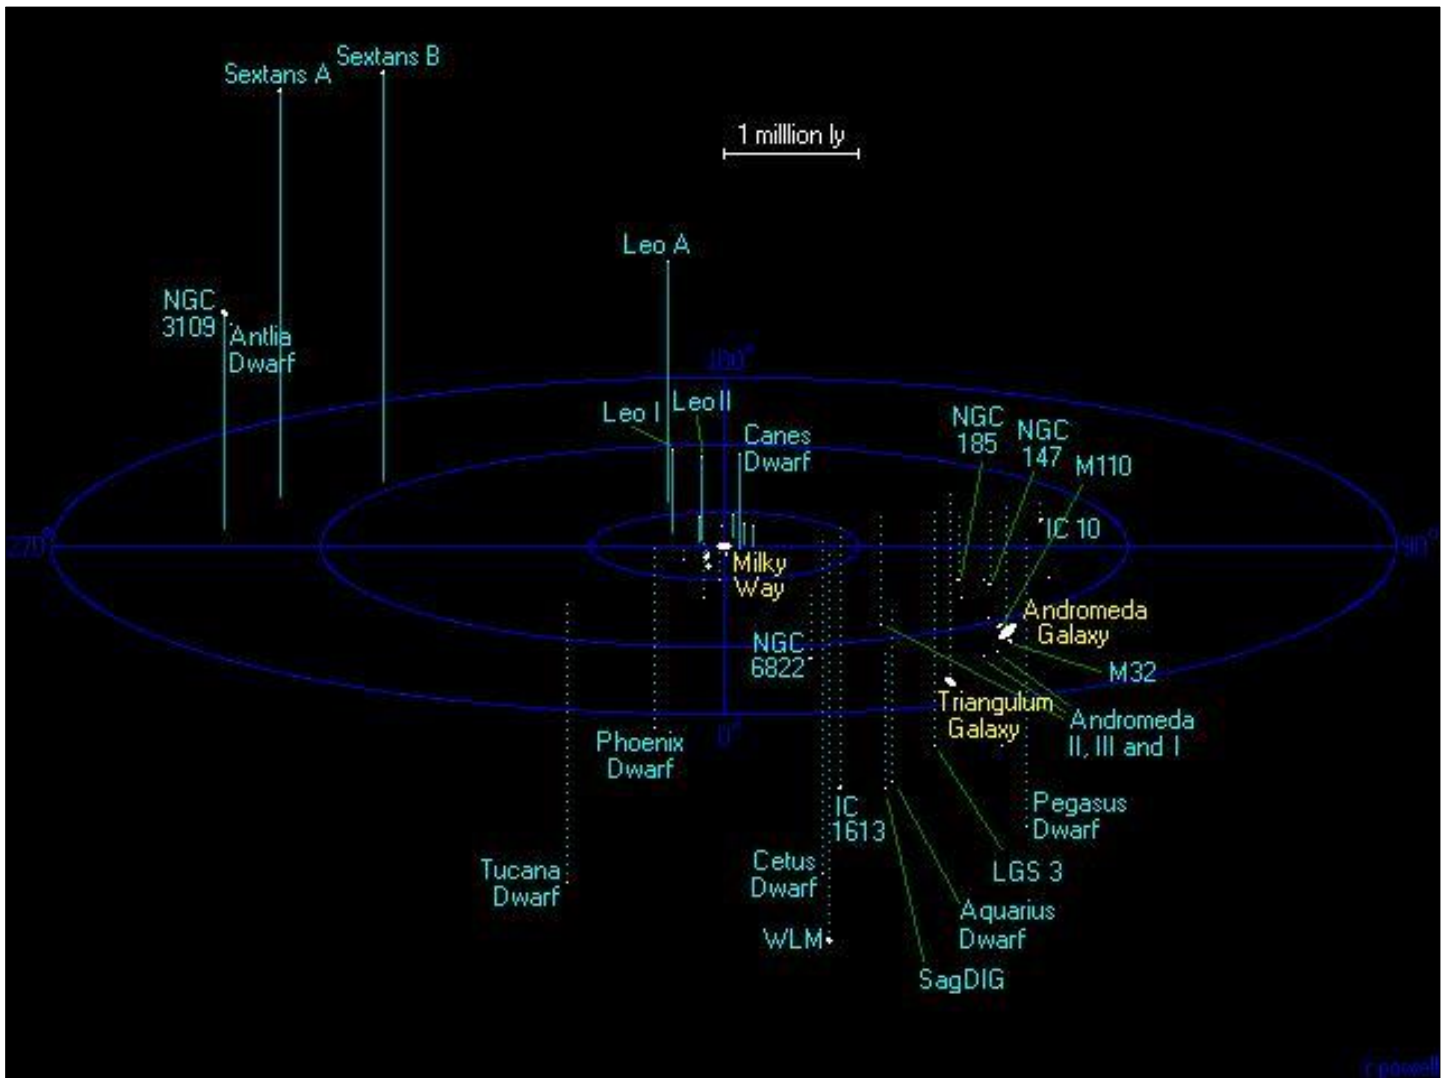 Sextans B
Sextans A
1 milllion ly
Leo A
NGC
3109
Antlia
Dwarf
180°
Leo I
Leo II
Canes
Dwarf
NGC
185
NGC
147
M110
IC 10
270°
90°
Milky
Way
Andromeda
Galaxy
NGC
6822
M32
Triangulum
Galaxy
Andromeda
II, III and I
0°
Phoenix
Dwarf
IC
1613
Pegasus
Dwarf
Tucana
Dwarf
Cetus
Dwarf
LGS 3
Aquarius
Dwarf
WLM
SagDIG
r powell